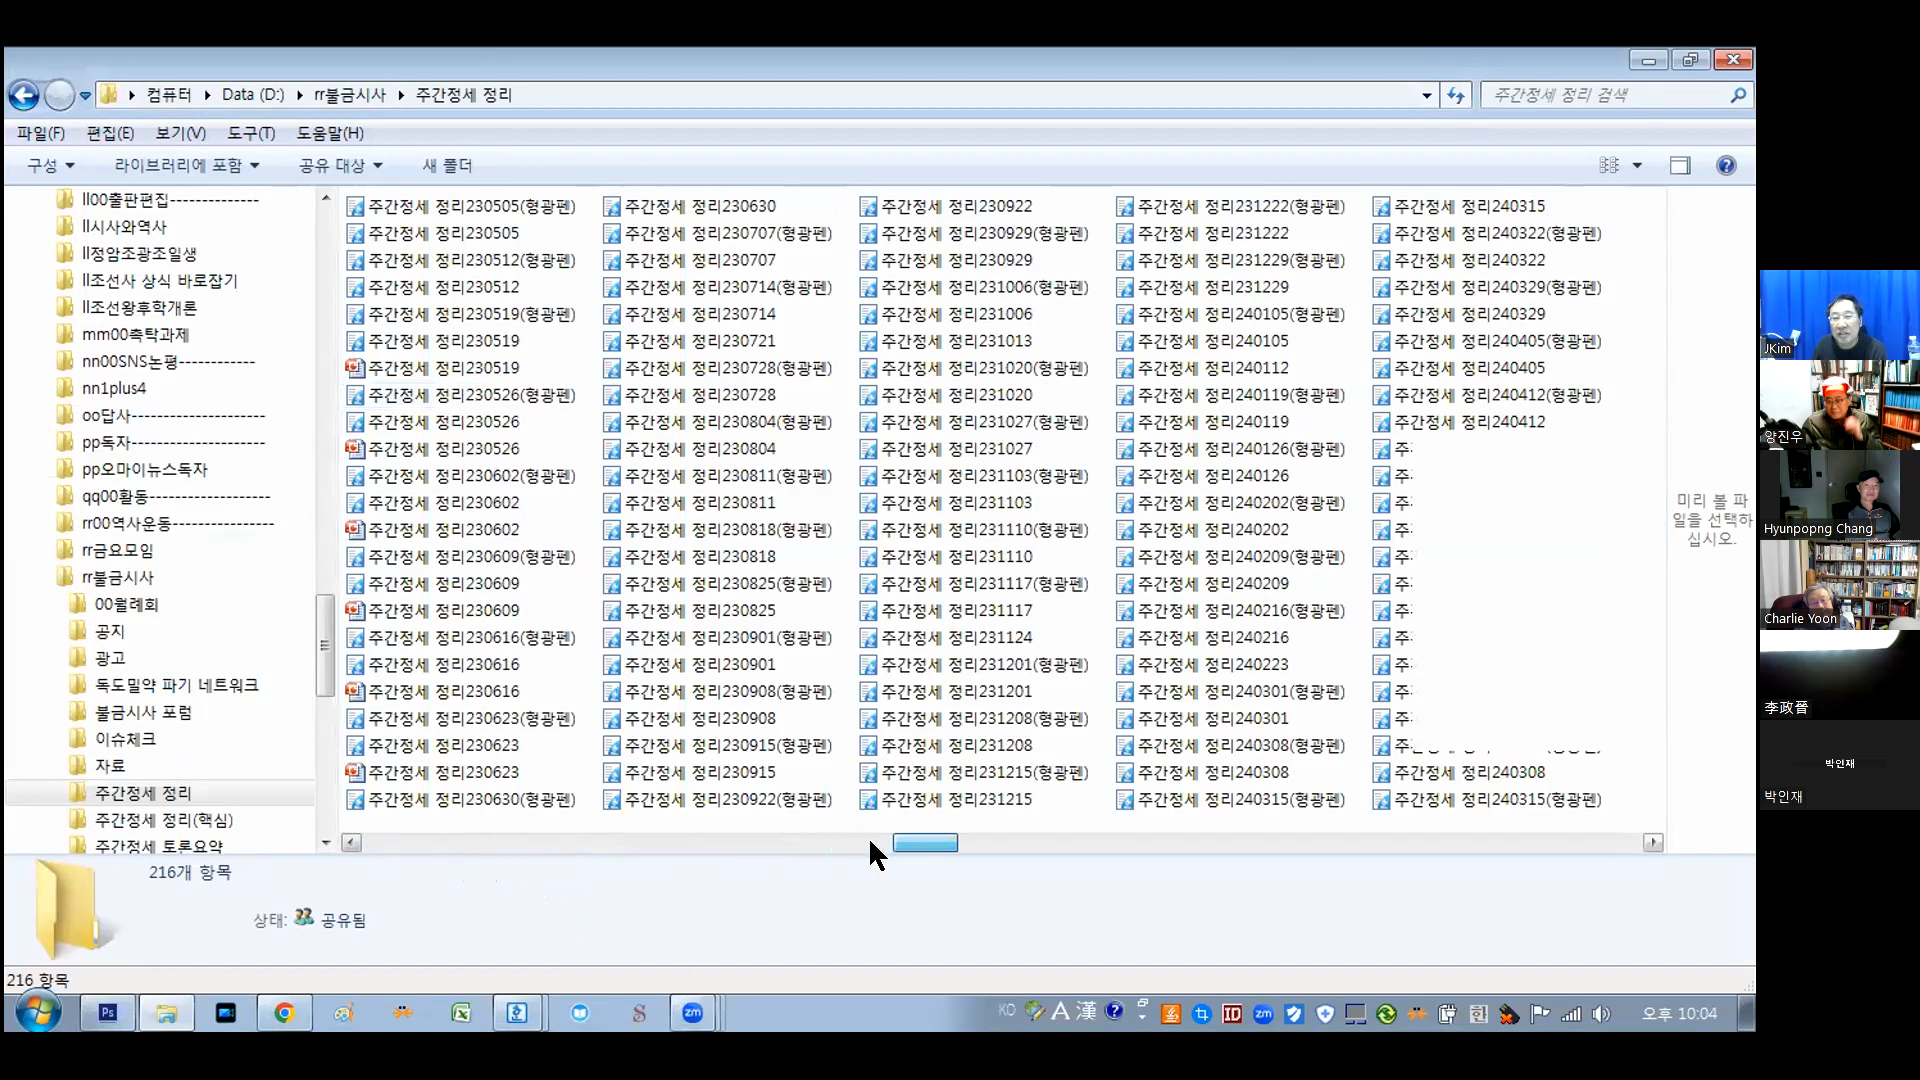 컴퓨터 ▸ Data (D:) ▸ rr불금시사 ▸ 주간정세 정리
주간정세 정리 검색
파일(F) 편집(E) 보기(V) 도구(T) 도움말(H)
구성 라이브러리에 포함 공유 대상 새 폴더
ll00출판편집--------------
ll시사와역사
ll정암조광조일생
ll조선사 상식 바로잡기
ll조선왕후학개론
mm00촉탁과제
nn00SNS논평------------
nn1plus4
oo답사---------------------
pp독자---------------------
pp오마이뉴스독자
qq00활동-------------------
rr00역사운동----------------
rr금요모임
rr불금시사
00월례회
공지
광고
독도밀약 파기 네트워크
불금시사 포럼
이슈체크
자료
주간정세 정리
주간정세 정리(핵심)
주간정세 토론요약
주간정세 정리230505(형광펜)
주간정세 정리230505
주간정세 정리230512(형광펜)
주간정세 정리230512
주간정세 정리230519(형광펜)
주간정세 정리230519
주간정세 정리230519
주간정세 정리230526(형광펜)
주간정세 정리230526
주간정세 정리230526
주간정세 정리230602(형광펜)
주간정세 정리230602
주간정세 정리230602
주간정세 정리230609(형광펜)
주간정세 정리230609
주간정세 정리230609
주간정세 정리230616(형광펜)
주간정세 정리230616
주간정세 정리230616
주간정세 정리230623(형광펜)
주간정세 정리230623
주간정세 정리230623
주간정세 정리230630(형광펜)
주간정세 정리230630
주간정세 정리230707(형광펜)
주간정세 정리230707
주간정세 정리230714(형광펜)
주간정세 정리230714
주간정세 정리230721
주간정세 정리230728(형광펜)
주간정세 정리230728
주간정세 정리230804(형광펜)
주간정세 정리230804
주간정세 정리230811(형광펜)
주간정세 정리230811
주간정세 정리230818(형광펜)
주간정세 정리230818
주간정세 정리230825(형광펜)
주간정세 정리230825
주간정세 정리230901(형광펜)
주간정세 정리230901
주간정세 정리230908(형광펜)
주간정세 정리230908
주간정세 정리230915(형광펜)
주간정세 정리230915
주간정세 정리230922(형광펜)
주간정세 정리230922
주간정세 정리230929(형광펜)
주간정세 정리230929
주간정세 정리231006(형광펜)
주간정세 정리231006
주간정세 정리231013
주간정세 정리231020(형광펜)
주간정세 정리231020
주간정세 정리231027(형광펜)
주간정세 정리231027
주간정세 정리231103(형광펜)
주간정세 정리231103
주간정세 정리231110(형광펜)
주간정세 정리231110
주간정세 정리231117(형광펜)
주간정세 정리231117
주간정세 정리231124
주간정세 정리231201(형광펜)
주간정세 정리231201
주간정세 정리231208(형광펜)
주간정세 정리231208
주간정세 정리231215(형광펜)
주간정세 정리231215
주간정세 정리231222(형광펜)
주간정세 정리231222
주간정세 정리231229(형광펜)
주간정세 정리231229
주간정세 정리240105(형광펜)
주간정세 정리240105
주간정세 정리240112
주간정세 정리240119(형광펜)
주간정세 정리240119
주간정세 정리240126(형광펜)
주간정세 정리240126
주간정세 정리240202(형광펜)
주간정세 정리240202
주간정세 정리240209(형광펜)
주간정세 정리240209
주간정세 정리240216(형광펜)
주간정세 정리240216
주간정세 정리240223
주간정세 정리240301(형광펜)
주간정세 정리240301
주간정세 정리240308(형광펜)
주간정세 정리240308
주간정세 정리240315(형광펜)
주간정세 정리240315
주간정세 정리240322(형광펜)
주간정세 정리240322
주간정세 정리240329(형광펜)
주간정세 정리240329
주간정세 정리240405(형광펜)
주간정세 정리240405
주간정세 정리240412(형광펜)
주간정세 정리240412
주
주
주
주
주
주
주
주
주
주
주
주
주간정세 정리240308
주간정세 정리240315(형광펜)
미리 볼 파
일을 선택하
십시오.
216개 항목
상태: 공유됨
216 항목
Ps
zm
KO A 漢
ID
zm
한
오후 10:04
JKim
양진우
Hyunpopng Chang
Charlie Yoon
李政晉
박인재
박인재